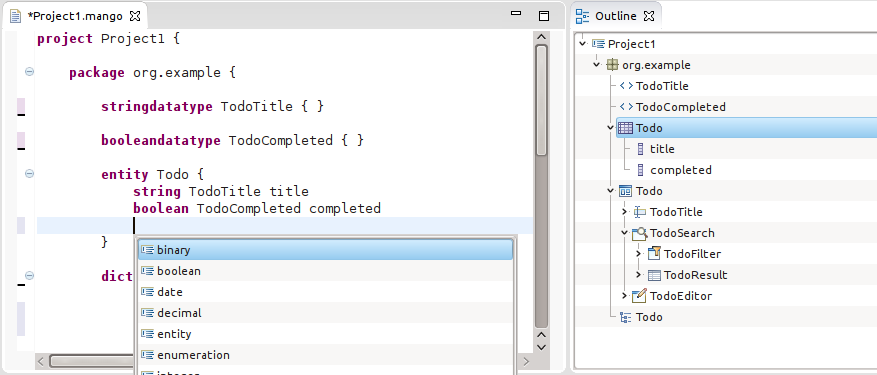 *Project1.mango
project Project1 {
package org.example {
stringdatatype TodoTitle { }
booleandatatype TodoCompleted { }
entity Todo {
string TodoTitle title
boolean TodoCompleted completed
}
dict
binary
boolean
date
decimal
entity
enumeration
Outline
Project1
org.example
TodoTitle
TodoCompleted
Todo
title
completed
Todo
TodoTitle
TodoSearch
TodoFilter
TodoResult
TodoEditor
Todo